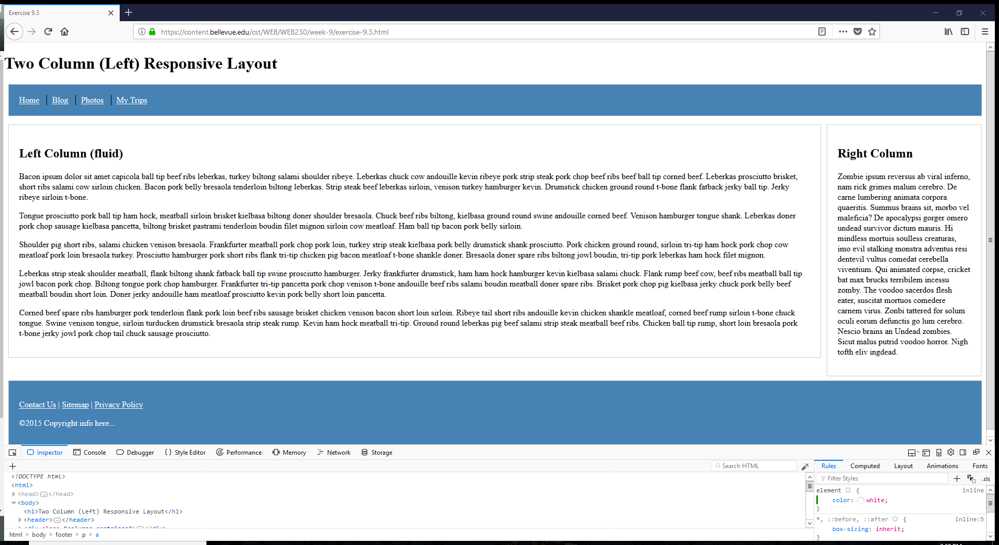 Exercise 9.3
https://content.bellevue.edu/cst/WEB/WEB230/week-9/exercise-9.3.html
Two Column (Left) Responsive Layout
Home Blog Photos My Trips
Left Column (fluid)
Bacon ipsum dolor sit amet capicola ball tip beef ribs leberkas, turkey biltong salami shoulder ribeye. Leberkas chuck cow andouille kevin ribeye pork strip steak pork chop beef ribs beef ball tip corned beef. Leberkas prosciutto brisket,
short ribs salami cow sirloin chicken. Bacon pork belly bresaola tenderloin biltong leberkas. Strip steak beef leberkas sirloin, venison turkey hamburger kevin. Drumstick chicken ground round t-bone flank fatback jerky ball tip. Jerky
ribeye sirloin t-bone.
Tongue prosciutto pork ball tip ham hock, meatball sirloin brisket kielbasa biltong doner shoulder bresaola. Chuck beef ribs biltong, kielbasa ground round swine andouille corned beef. Venison hamburger tongue shank. Leberkas doner
pork chop sausage kielbasa pancetta, biltong brisket pastrami tenderloin boudin filet mignon sirloin cow meatloaf. Ham ball tip bacon pork belly sirloin.
Shoulder pig short ribs, salami chicken venison bresaola. Frankfurter meatball pork chop pork loin, turkey strip steak kielbasa pork belly drumstick shank prosciutto. Pork chicken ground round, sirloin tri-tip ham hock pork chop cow
meatloaf pork loin bresaola turkey. Prosciutto hamburger pork short ribs flank tri-tip chicken pig bacon meatloaf t-bone shankle doner. Bresaola doner spare ribs biltong jowl boudin, tri-tip pork leberkas ham hock filet mignon.
Leberkas strip steak shoulder meatball, flank biltong shank fatback ball tip swine prosciutto hamburger. Jerky frankfurter drumstick, ham ham hock hamburger kevin kielbasa salami chuck. Flank rump beef cow, beef ribs meatball ball tip
jowl bacon pork chop. Biltong tongue pork chop hamburger. Frankfurter tri-tip pancetta pork chop venison t-bone andouille beef ribs salami boudin meatball doner spare ribs. Brisket pork chop pig kielbasa jerky chuck pork belly beef
meatball boudin short loin. Doner jerky andouille ham meatloaf prosciutto kevin pork belly short loin pancetta.
Corned beef spare ribs hamburger pork tenderloin flank pork loin beef ribs sausage brisket chicken venison bacon short loin sirloin. Ribeye tail short ribs andouille kevin chicken shankle meatloaf, corned beef rump sirloin t-bone chuck
tongue. Swine venison tongue, sirloin turducken drumstick bresaola strip steak rump. Kevin ham hock meatball tri-tip. Ground round leberkas pig beef salami strip steak meatball beef ribs. Chicken ball tip rump, short loin bresaola pork
t-bone jerky jowl pork chop tail chuck sausage prosciutto.
Right Column
Zombie ipsum reversus ab viral inferno,
nam rick grimes malum cerebro. De
carne lumbering animata corpora
quaeritis. Summus brains sit, morbo vel
maleficia? De apocalypsi gorger omero
undead survivor dictum mauris. Hi
mindless mortuis soulless creaturas,
imo evil stalking monstra adventus resi
dentevil vultus comedat cerebella
viventium. Qui animated corpse, cricket
bat max brucks terribilem incessu
zomby. The voodoo sacerdos flesh
eater, suscitat mortuos comedere
carnem virus. Zonbi tattered for solum
oculi eorum defunctis go lum cerebro.
Nescio brains an Undead zombies.
Sicut malus putrid voodoo horror. Nigh
tofth eliv ingdead.
Contact Us | Sitemap | Privacy Policy
©2015 Copyright info here...
Inspector Console Debugger {} Style Editor Performance Memory Network Storage
Search HTML
<!DOCTYPE html>
<html>
<head>…</head>
<body>
<h1>Two Column (Left) Responsive Layout</h1>
<header>…</header>
<div class="columns-container">…</div>
html > body > footer > p > a
Rules Computed Layout Animations Fonts
Filter Styles .cls
element { inline
color: white;
}
*, ::before, ::after { inline:5
box-sizing: inherit;
}